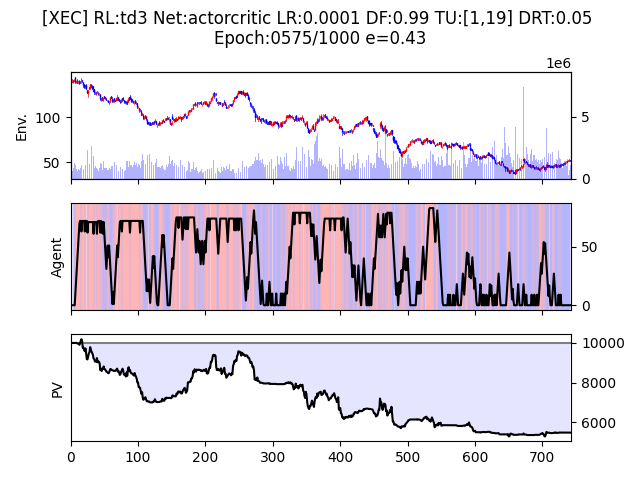 [XEC] RL:td3 Net:actorcritic LR:0.0001 DF:0.99 TU:[1,19] DRT:0.05
Epoch:0575/1000 e=0.43
1e6
Env.
100
50
5
0
Agent
50
0
PV
10000
8000
6000
0 100 200 300 400 500 600 700